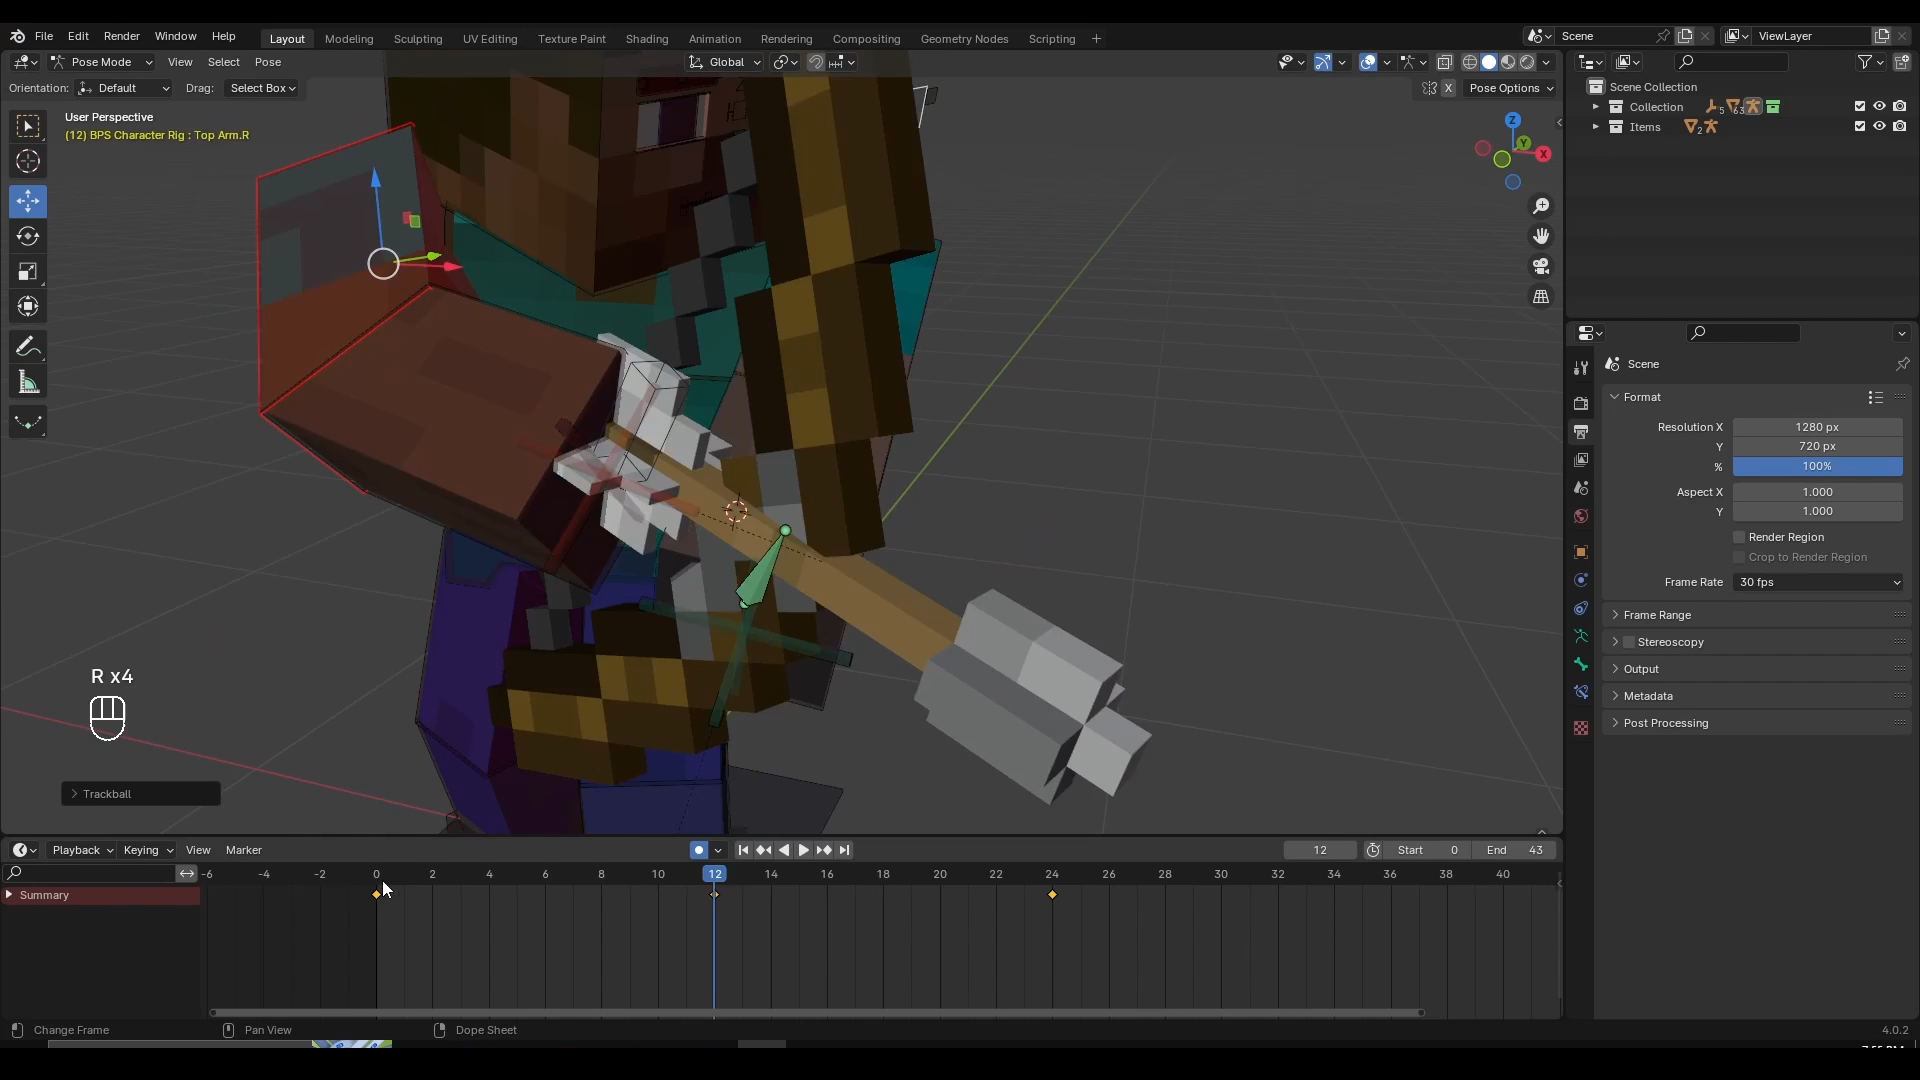 File Edit Render Window Help Layout Modeling Sculpting UV Editing Texture Paint Shading Animation Rendering Compositing Geometry Nodes Scripting + Scene ViewLayer
Pose Mode View Select Pose Global
Orientation: Default Drag: Select Box X Pose Options
User Perspective
(12) BPS Character Rig : Top Arm.R
Z
Y
X
R x4
Trackball
Scene Collection
Collection 5 63
Items 2
Scene
Format
Resolution X 1280 px
Y 720 px
% 100%
Aspect X 1.000
Y 1.000
Render Region
Crop to Render Region
Frame Rate 30 fps
Frame Range
Stereoscopy
Output
Metadata
Post Processing
Playback Keying View Marker 12 Start 0 End 43
-6 -4 -2 0 2 4 6 8 10 12 14 16 18 20 22 24 26 28 30 32 34 36 38 40
Summary
Change Frame Pan View Dope Sheet 4.0.2